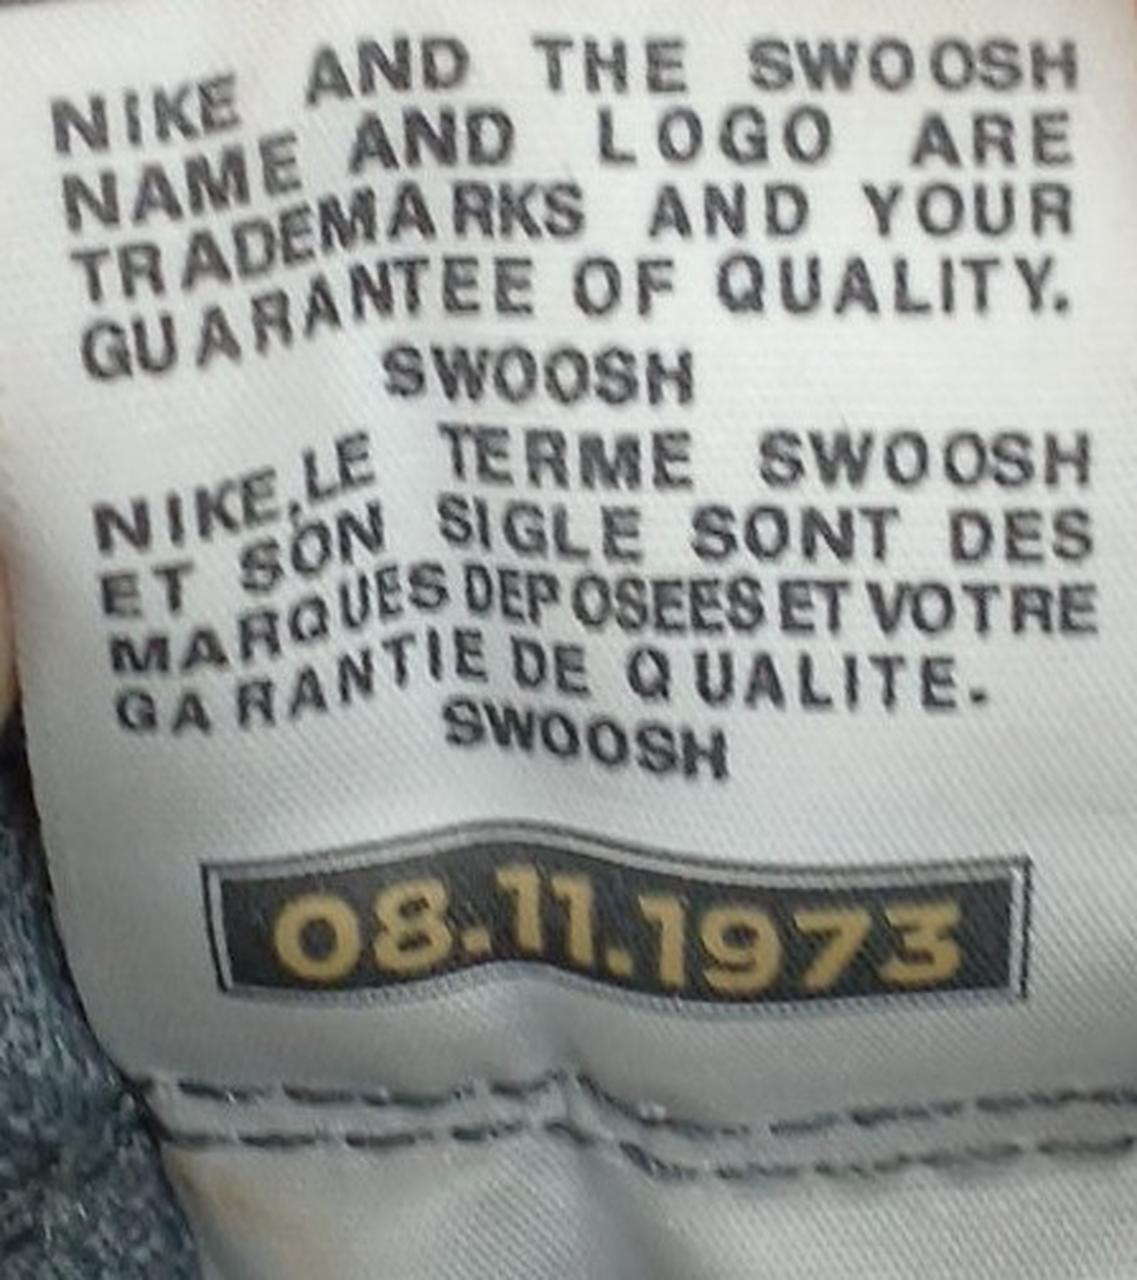 NIKE AND THE SWOOSH
NAME AND LOGO ARE
TRADEMARKS AND YOUR
GUARANTEE OF QUALITY.
SWOOSH
NIKE, LE TERME SWOOSH
ET SON SIGLE SONT DES
MARQUES DEPOSEES ET VOTRE
GARANTIE DE QUALITE.
SWOOSH
08.11.1973